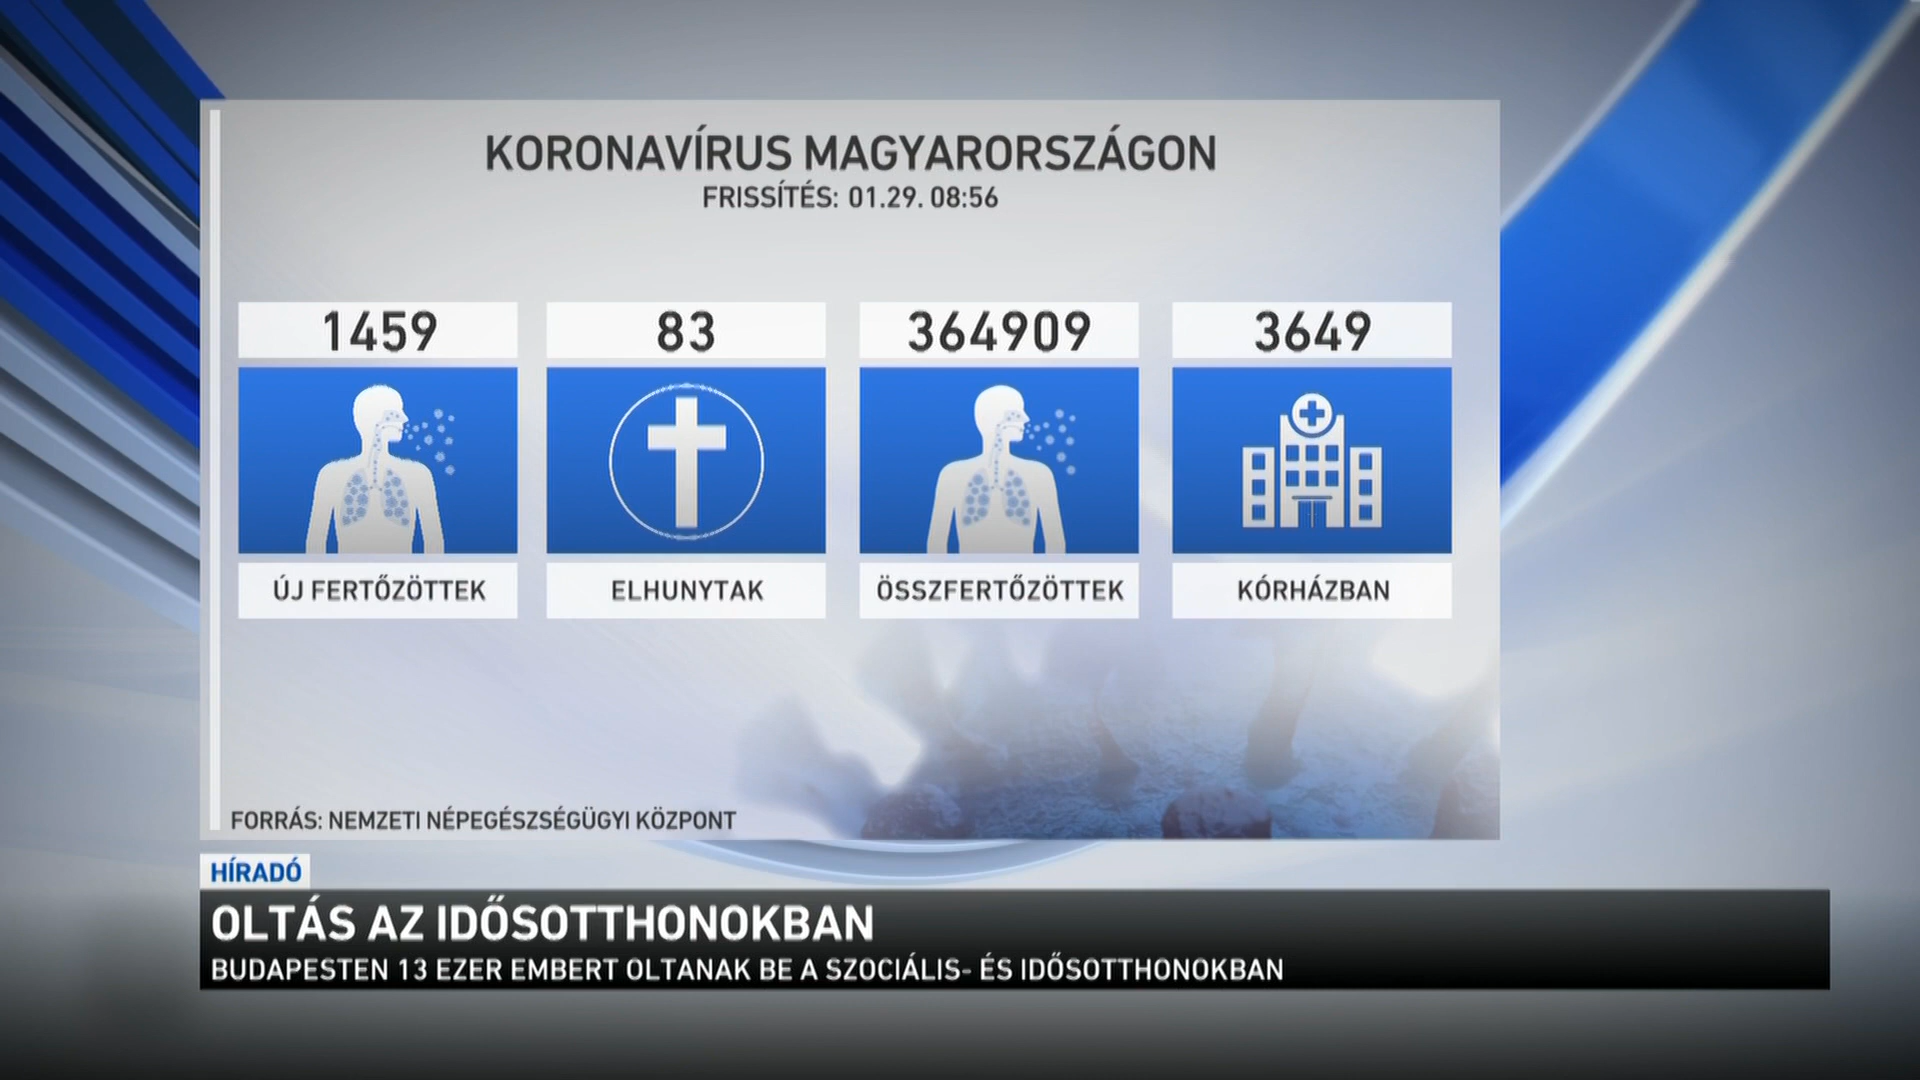 KORONAVÍRUS MAGYARORSZÁGON
FRISSÍTÉS: 01.29. 08:56
1459
83
364909
3649
ÚJ FERTŐZÖTTEK
ELHUNYTAK
ÖSSZFERTŐZÖTTEK
KÓRHÁZBAN
FORRÁS: NEMZETI NÉPEGÉSZSÉGÜGYI KÖZPONT
HÍRADÓ
OLTÁS AZ IDŐSOTTHONOKBAN
BUDAPESTEN 13 EZER EMBERT OLTANAK BE A SZOCIÁLIS- ÉS IDŐSOTTHONOKBAN